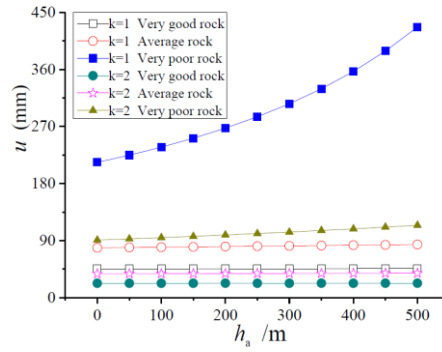 450
360
270
180
90
0
u (mm)
k=1 Very good rock
k=1 Average rock
k=1 Very poor rock
k=2 Very good rock
k=2 Average rock
k=2 Very poor rock
0 100 200 300 400 500
hₐ /m